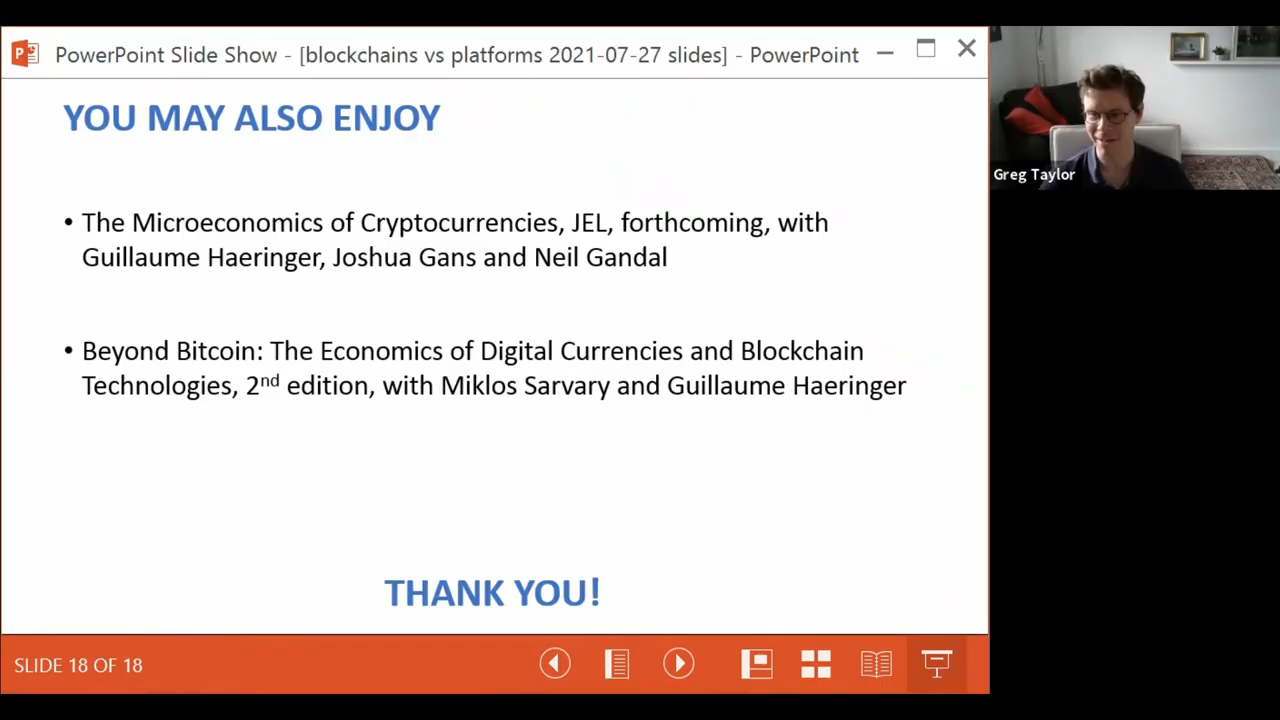 PowerPoint Slide Show - [blockchains vs platforms 2021-07-27 slides] - PowerPoint
YOU MAY ALSO ENJOY
• The Microeconomics of Cryptocurrencies, JEL, forthcoming, with
Guillaume Haeringer, Joshua Gans and Neil Gandal
• Beyond Bitcoin: The Economics of Digital Currencies and Blockchain
Technologies, 2nd edition, with Miklos Sarvary and Guillaume Haeringer
THANK YOU!
SLIDE 18 OF 18
Greg Taylor